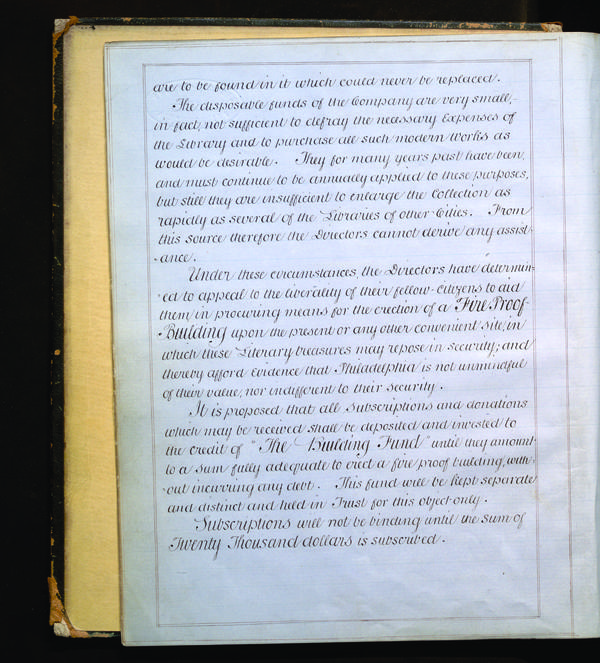 are to be found in it which could never be replaced.
The disposable funds of the Company are very small,-
in fact, not sufficient to defray the necessary Expenses of
the Library and to purchase all such modern Works as
would be desirable. They for many years past have been,
and must continue to be annually applied to these purposes,
but still they are insufficient to enlarge the Collection as
rapidly as several of the Libraries of other Cities. From
this source therefore the Directors cannot derive any assist-
-ance.
Under these circumstances, the Directors have determin-
-ed to appeal to the liberality of their fellow-citizens to aid
them in procuring means for the erection of a Fire Proof-
Building upon the present or any other convenient site, in
which these Literary treasures may repose in security; and
thereby afford evidence that Philadelphia is not unmindful
of their value, nor indifferent to their security.
It is proposed that all Subscriptions and donations
which may be received shall be deposited and invested to
the credit of "The Building Fund" until they amount
to a sum fully adequate to erect a fire proof building, with-
-out incurring any debt. This fund will be kept separate
and distinct and held in Trust for this object only.
Subscriptions will not be binding until the sum of
Twenty Thousand dollars is subscribed.